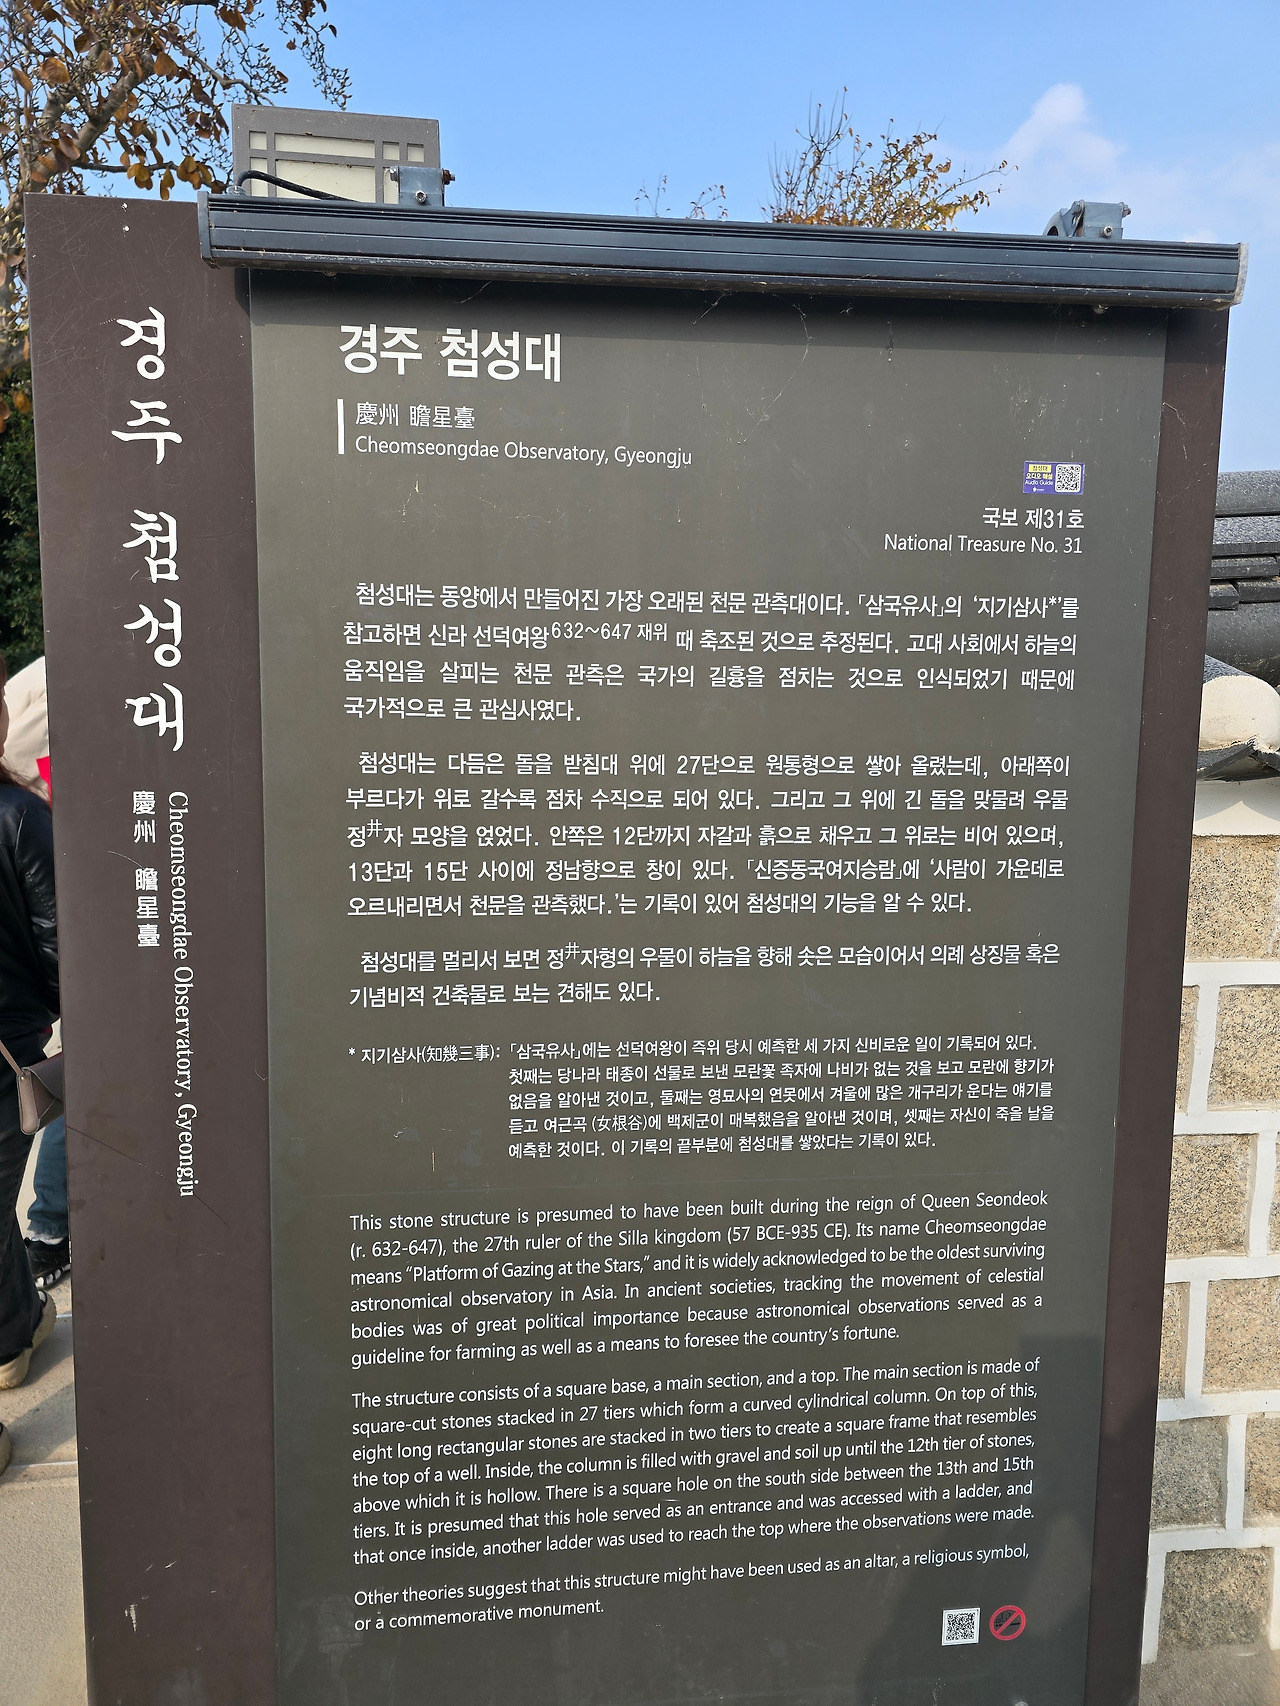 경주 첨성대
慶州 瞻星臺
Cheomseongdae Observatory, Gyeongju
경주 첨성대
慶州 瞻星臺
Cheomseongdae Observatory, Gyeongju
첨성대
오디오 해설
Audio Guide
국보 제31호
National Treasure No. 31
첨성대는 동양에서 만들어진 가장 오래된 천문 관측대이다. 「삼국유사」의 ‘지기삼사*’를
참고하면 신라 선덕여왕632~647 재위 때 축조된 것으로 추정된다. 고대 사회에서 하늘의
움직임을 살피는 천문 관측은 국가의 길흉을 점치는 것으로 인식되었기 때문에
국가적으로 큰 관심사였다.
첨성대는 다듬은 돌을 받침대 위에 27단으로 원통형으로 쌓아 올렸는데, 아래쪽이
부르다가 위로 갈수록 점차 수직으로 되어 있다. 그리고 그 위에 긴 돌을 맞물려 우물
정井자 모양을 얹었다. 안쪽은 12단까지 자갈과 흙으로 채우고 그 위로는 비어 있으며,
13단과 15단 사이에 정남향으로 창이 있다. 「신증동국여지승람」에 ‘사람이 가운데로
오르내리면서 천문을 관측했다.’는 기록이 있어 첨성대의 기능을 알 수 있다.
첨성대를 멀리서 보면 정井자형의 우물이 하늘을 향해 솟은 모습이어서 의례 상징물 혹은
기념비적 건축물로 보는 견해도 있다.
* 지기삼사(知幾三事): 「삼국유사」에는 선덕여왕이 즉위 당시 예측한 세 가지 신비로운 일이 기록되어 있다.
첫째는 당나라 태종이 선물로 보낸 모란꽃 족자에 나비가 없는 것을 보고 모란에 향기가
없음을 알아낸 것이고, 둘째는 영묘사의 연못에서 겨울에 많은 개구리가 운다는 얘기를
듣고 여근곡 (女根谷)에 백제군이 매복했음을 알아낸 것이며, 셋째는 자신이 죽을 날을
예측한 것이다. 이 기록의 끝부분에 첨성대를 쌓았다는 기록이 있다.
This stone structure is presumed to have been built during the reign of Queen Seondeok
(r. 632-647), the 27th ruler of the Silla kingdom (57 BCE-935 CE). Its name Cheomseongdae
means “Platform of Gazing at the Stars,” and it is widely acknowledged to be the oldest surviving
astronomical observatory in Asia. In ancient societies, tracking the movement of celestial
bodies was of great political importance because astronomical observations served as a
guideline for farming as well as a means to foresee the country’s fortune.
The structure consists of a square base, a main section, and a top. The main section is made of
square-cut stones stacked in 27 tiers which form a curved cylindrical column. On top of this,
eight long rectangular stones are stacked in two tiers to create a square frame that resembles
the top of a well. Inside, the column is filled with gravel and soil up until the 12th tier of stones,
above which it is hollow. There is a square hole on the south side between the 13th and 15th
tiers. It is presumed that this hole served as an entrance and was accessed with a ladder, and
that once inside, another ladder was used to reach the top where the observations were made.
Other theories suggest that this structure might have been used as an altar, a religious symbol,
or a commemorative monument.